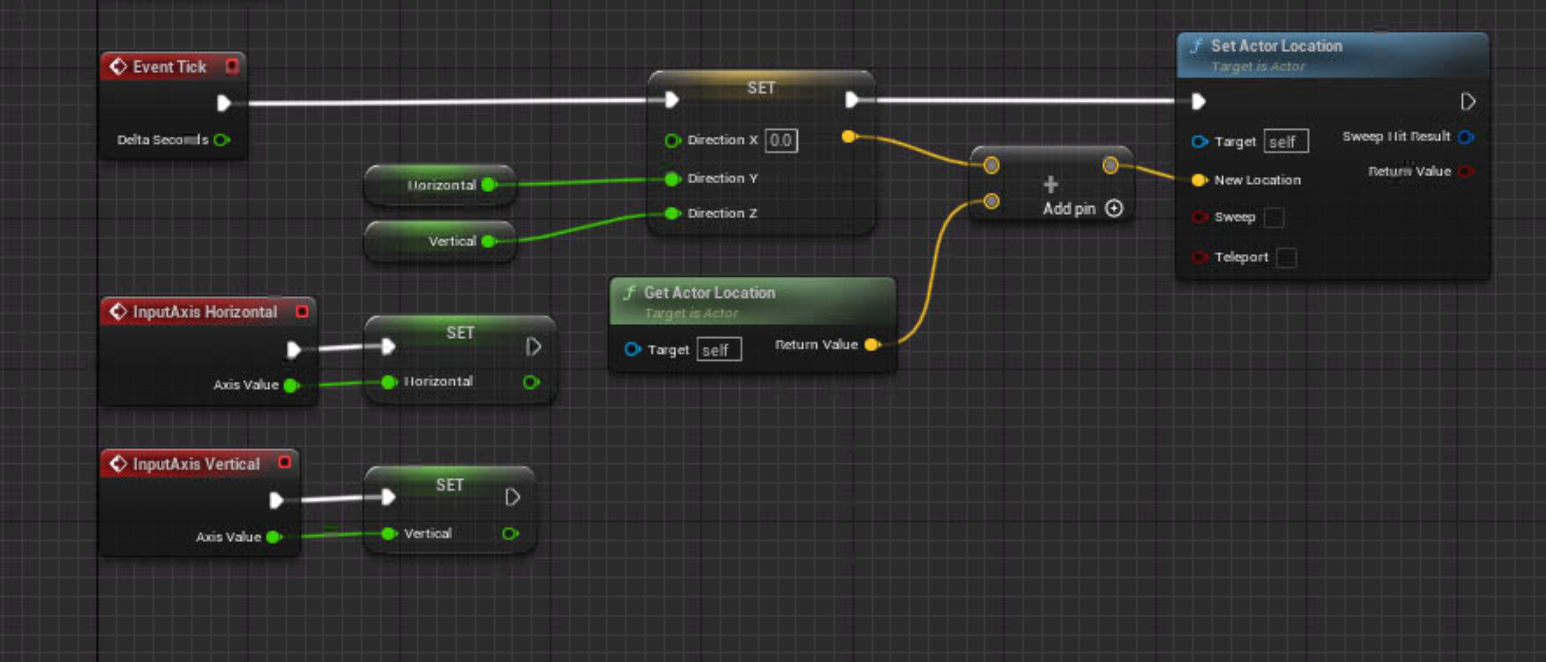 Event Tick
Delta Seconds
SET
Direction X 0.0
Direction Y
Direction Z
Horizontal
Vertical
Add pin
Set Actor Location
Target is Actor
Target self
Sweep Hit Result
New Location
Return Value
Sweep
Teleport
InputAxis Horizontal
Axis Value
SET
Horizontal
Get Actor Location
Target is Actor
Target self
Return Value
InputAxis Vertical
Axis Value
SET
Vertical